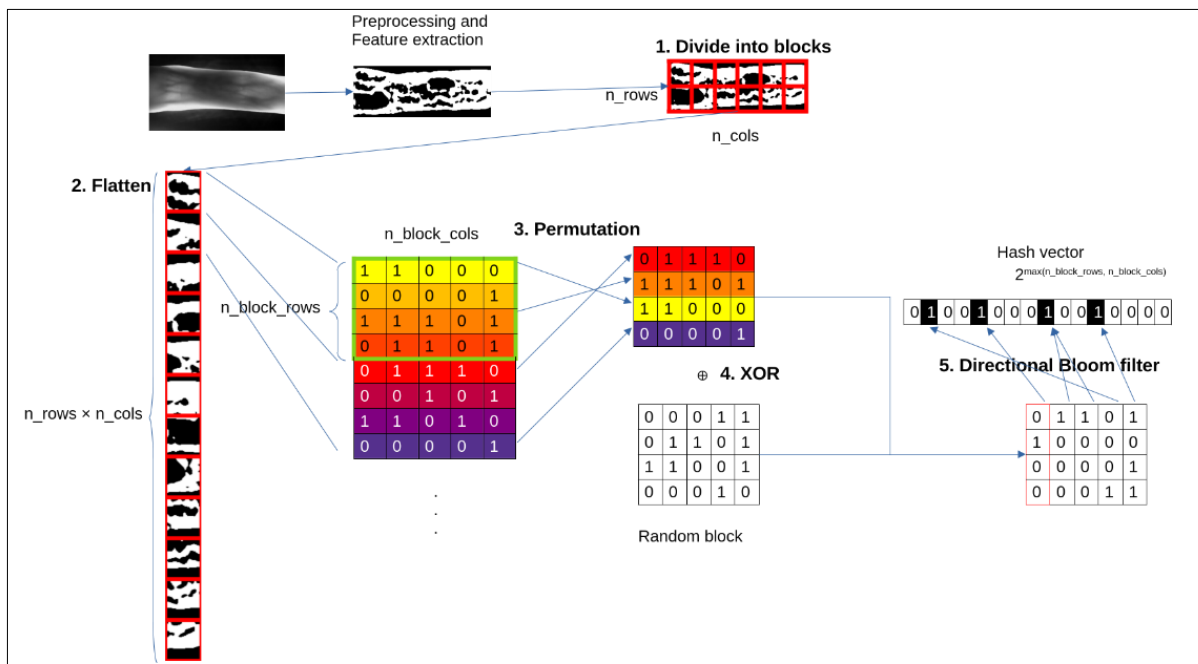 Preprocessing and
Feature extraction
1. Divide into blocks
n_rows
n_cols
2. Flatten
n_rows × n_cols
n_block_cols
n_block_rows
1 1 0 0 0
0 0 0 0 1
1 1 1 0 1
0 1 1 0 1
0 1 1 1 0
0 0 1 0 1
1 1 0 1 0
0 0 0 0 1
.
.
.
3. Permutation
0 1 1 1 0
1 1 1 0 1
1 1 0 0 0
0 0 0 0 1
⊕ 4. XOR
0 0 0 1 1
0 1 1 0 1
1 1 0 0 1
0 0 0 1 0
Random block
Hash vector
2^max(n_block_rows, n_block_cols)
0 1 0 0 1 0 0 0 1 0 0 1 0 0 0 0
5. Directional Bloom filter
0 1 1 0 1
1 0 0 0 0
0 0 0 0 1
0 0 0 1 1